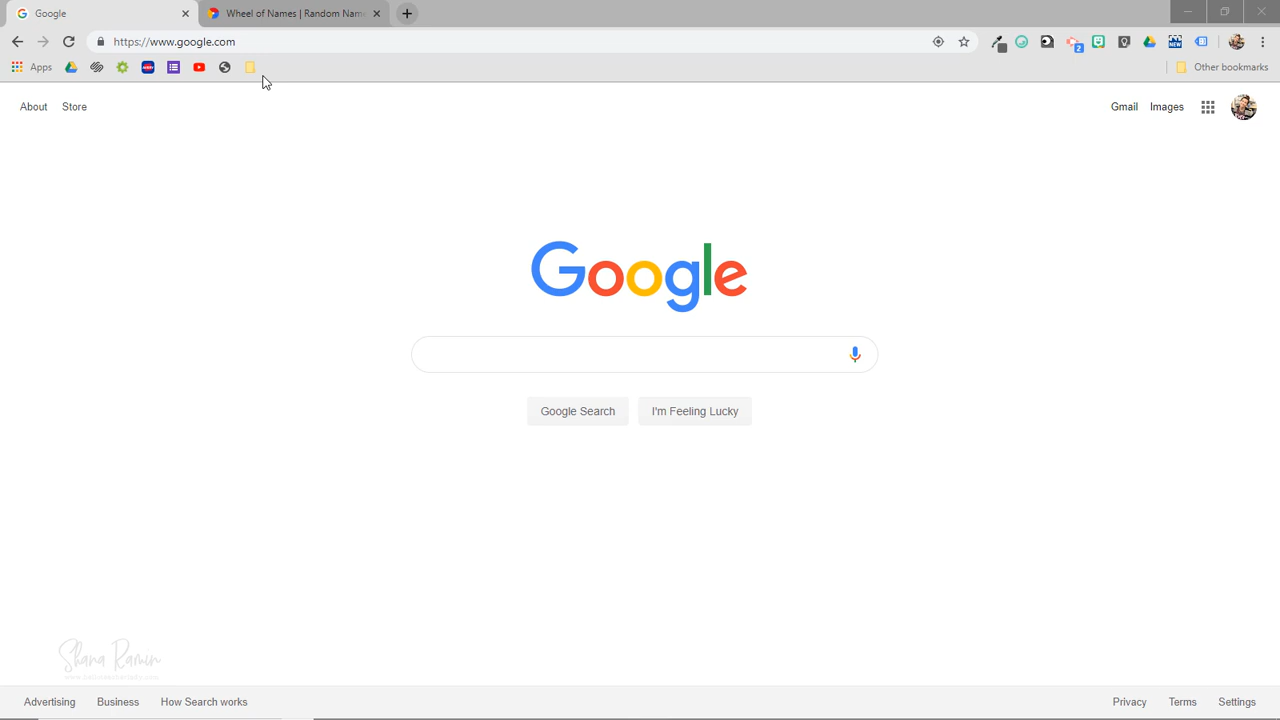 Google
Wheel of Names | Random Nam
https://www.google.com
Apps
Other bookmarks
About
Store
Gmail
Images
Google
Google Search
I'm Feeling Lucky
Shana Ramin
Advertising
Business
How Search works
Privacy
Terms
Settings